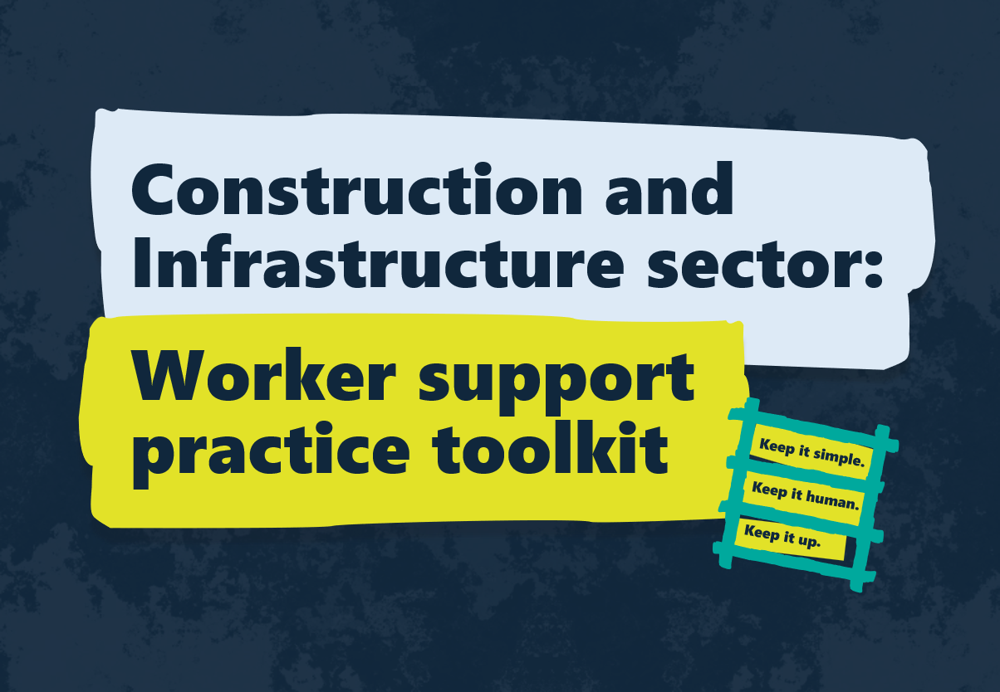 Construction and
Infrastructure sector:
Worker support
practice toolkit
Keep it simple.
Keep it human.
Keep it up.